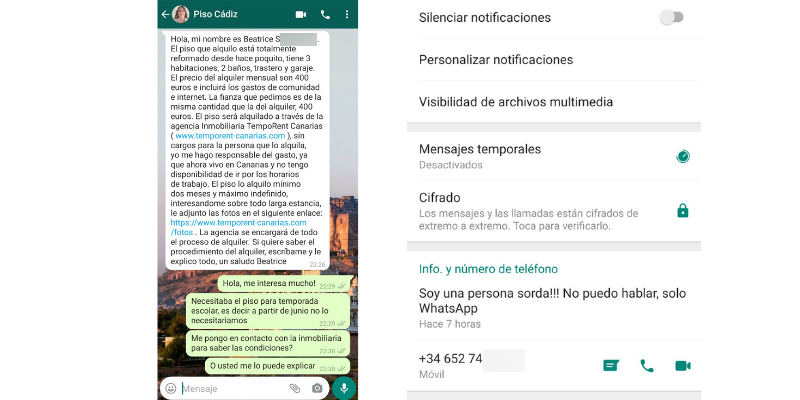 Piso Cádiz
Hola, mi nombre es Beatrice S
El piso que alquilo está totalmente
reformado desde hace poquito, tiene 3
habitaciones, 2 baños, trastero y garaje.
El precio del alquiler mensual son 400
euros e incluirá los gastos de comunidad
e internet. La fianza que pedimos es de la
misma cantidad que la del alquiler, 400
euros. El piso será alquilado a través de la
agencia Inmobiliaria TempoRent Canarias
( www.temporent-canarias.com ), sin
cargos para la persona que lo alquila,
yo me hago responsable del gasto, ya
que ahora vivo en Canarias y no tengo
disponibilidad de ir por los horarios
de trabajo. El piso lo alquilo mínimo
dos meses y máximo indefinido,
interesandome sobre todo larga estancia,
le adjunto las fotos en el siguiente enlace:
https://www.temporent-canarias.com
/fotos . La agencia se encargará de todo
el proceso de alquiler. Si quiere saber el
procedimiento del alquiler, escríbame y le
explico todo, un saludo Beatrice
22:26
Hola, me interesa mucho! 22:29
Necesitaba el piso para temporada
escolar, es decir a partir de junio no lo
necesitaríamos
22:29
Me pongo en contacto con la inmobiliaria
para saber las condiciones?
22:30
O usted me lo puede explicar 22:30
Mensaje
Silenciar notificaciones
Personalizar notificaciones
Visibilidad de archivos multimedia
Mensajes temporales
Desactivados
Cifrado
Los mensajes y las llamadas están cifrados de
extremo a extremo. Toca para verificarlo.
Info. y número de teléfono
Soy una persona sorda!!! No puedo hablar, solo
WhatsApp
Hace 7 horas
+34 652 74
Móvil